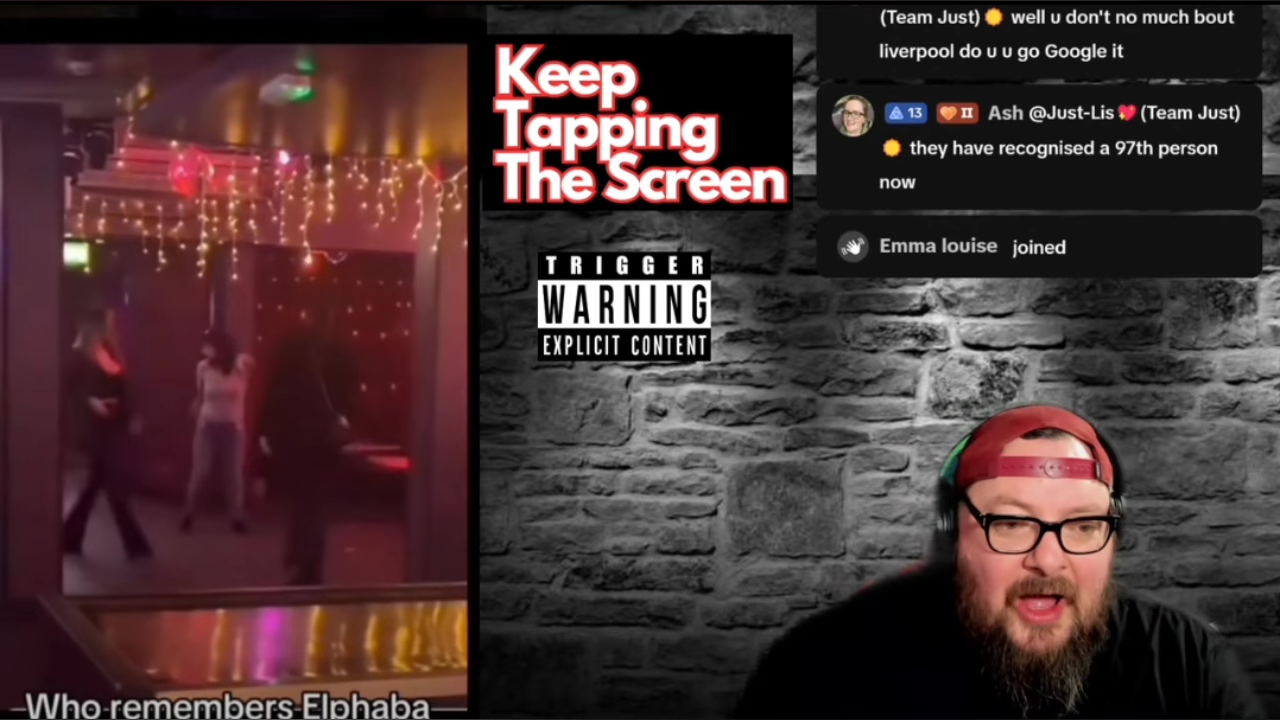 Keep
Tapping
The Screen
TRIGGER
WARNING
EXPLICIT CONTENT
(Team Just) well u don't no much bout
liverpool do u u go Google it
13 II Ash @Just-Lis (Team Just)
they have recognised a 97th person
now
Emma louise joined
Who remembers Elphaba